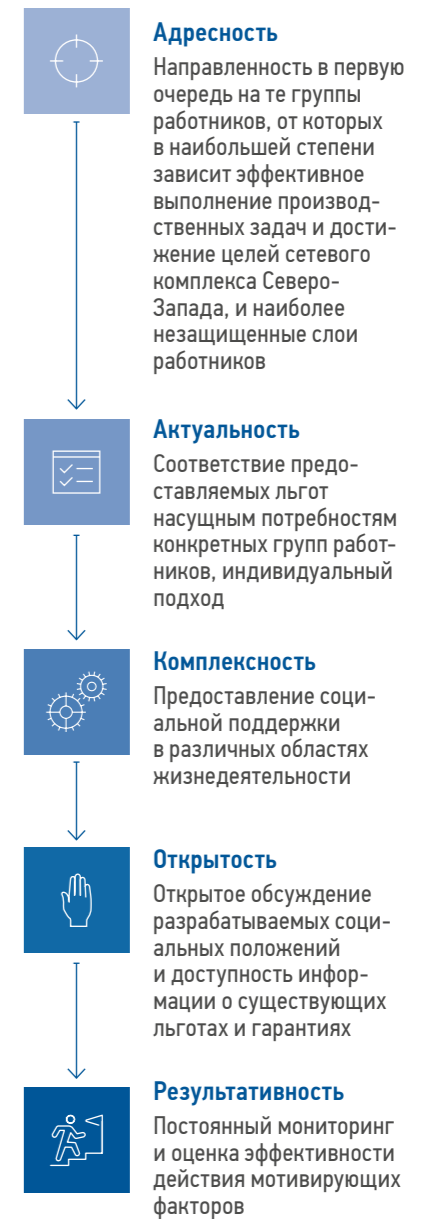 Адресность
Направленность в первую
очередь на те группы
работников, от которых
в наибольшей степени
зависит эффективное
выполнение производ-
ственных задач и дости-
жение целей сетевого
комплекса Северо-
Запада, и наиболее
незащищенные слои
работников
Актуальность
Соответствие предо-
ставляемых льгот
насущным потребностям
конкретных групп работ-
ников, индивидуальный
подход
Комплексность
Предоставление соци-
альной поддержки
в различных областях
жизнедеятельности
Открытость
Открытое обсуждение
разрабатываемых соци-
альных положений
и доступность инфор-
мации о существующих
льготах и гарантиях
Результативность
Постоянный мониторинг
и оценка эффективности
действия мотивирующих
факторов